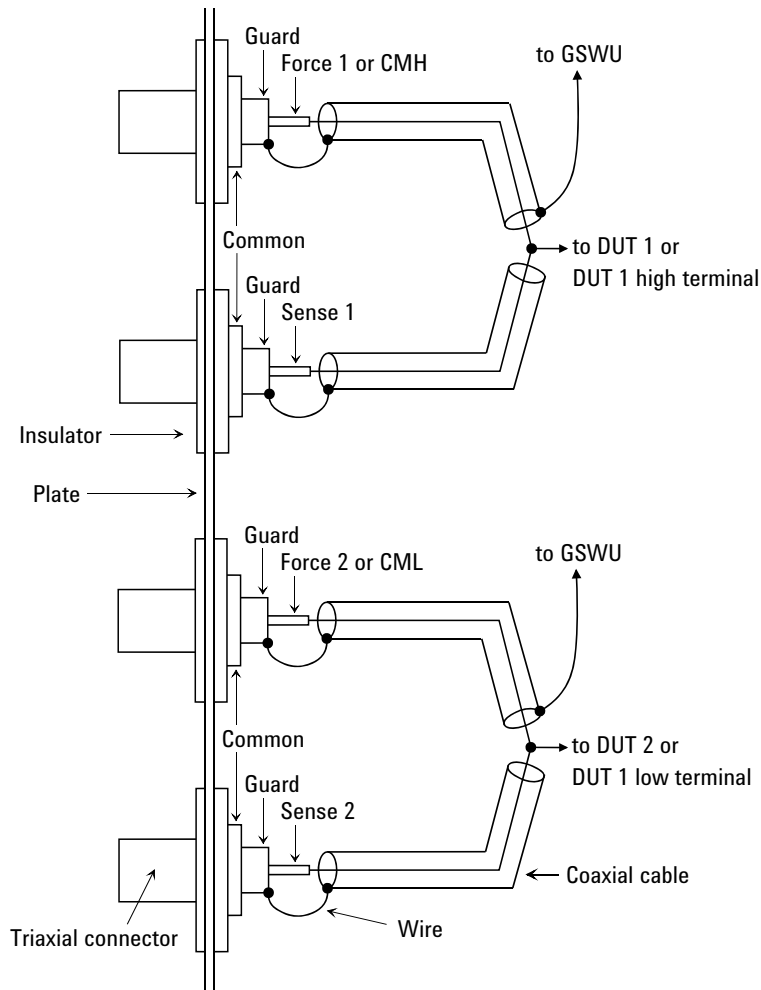 Guard
Force 1 or CMH
to GSWU
Common
to DUT 1 or
DUT 1 high terminal
Guard
Sense 1
Insulator
Plate
Guard
Force 2 or CML
to GSWU
Common
to DUT 2 or
DUT 1 low terminal
Guard
Sense 2
Coaxial cable
Triaxial connector
Wire